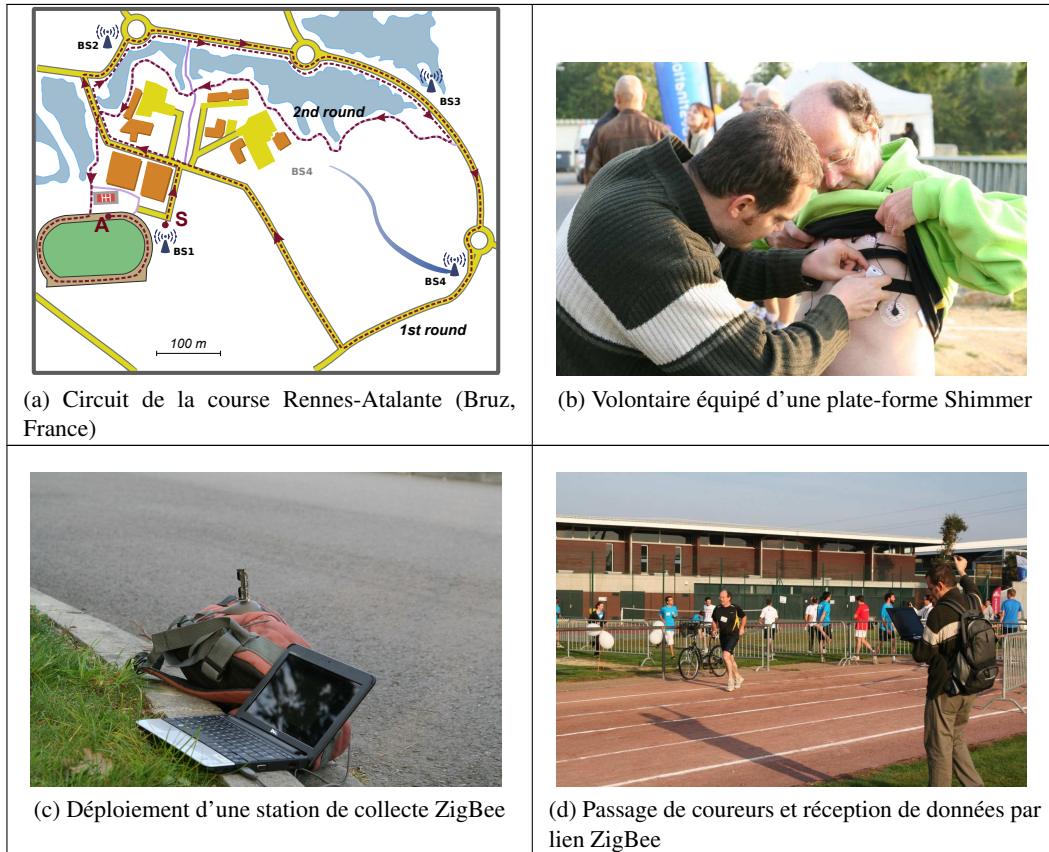 BS2
BS3
2nd round
BS4
A
S
BS1
BS4
1st round
100 m
(a) Circuit de la course Rennes-Atalante (Bruz,
France)
(b) Volontaire équipé d'une plate-forme Shimmer
(c) Déploiement d'une station de collecte ZigBee
(d) Passage de coureurs et réception de données par
lien ZigBee